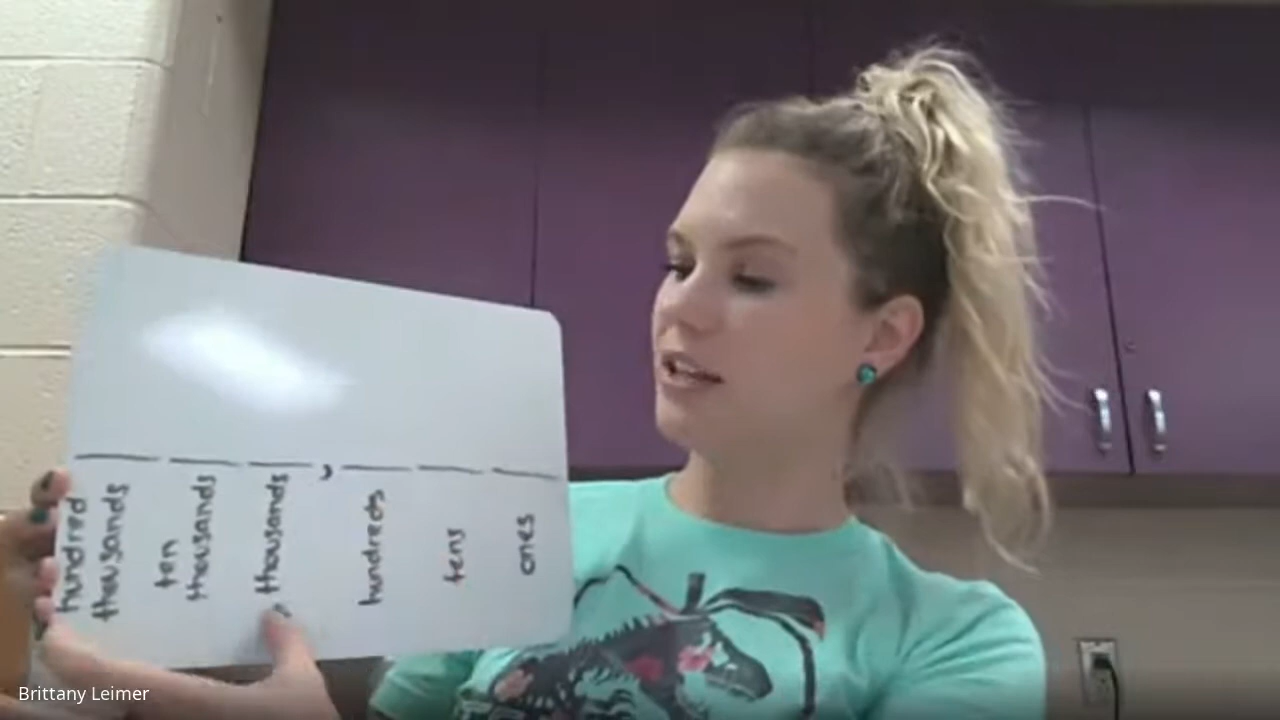 hundred
thousands
ten
thousands
thousands
,
hundreds
tens
ones
Brittany Leimer